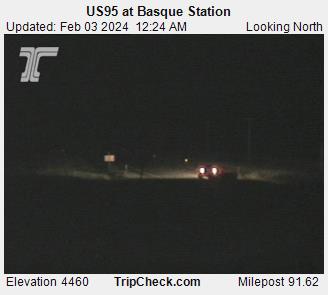 US95 at Basque Station
Updated: Feb 03 2024 12:24 AM Looking North
Elevation 4460 TripCheck.com Milepost 91.62